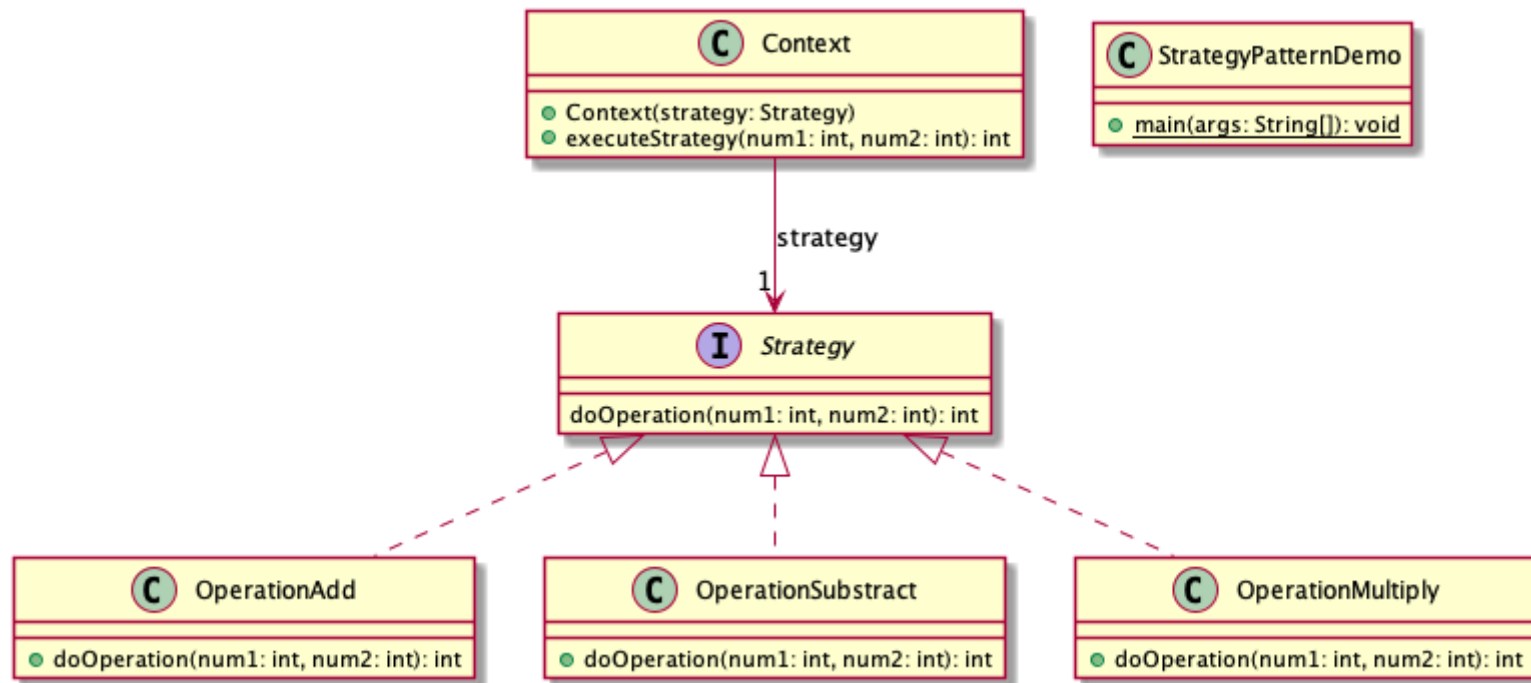 C Context
Context(strategy: Strategy)
executeStrategy(num1: int, num2: int): int
C StrategyPatternDemo
main(args: String[]): void
strategy
1
I Strategy
doOperation(num1: int, num2: int): int
C OperationAdd
doOperation(num1: int, num2: int): int
C OperationSubstract
doOperation(num1: int, num2: int): int
C OperationMultiply
doOperation(num1: int, num2: int): int